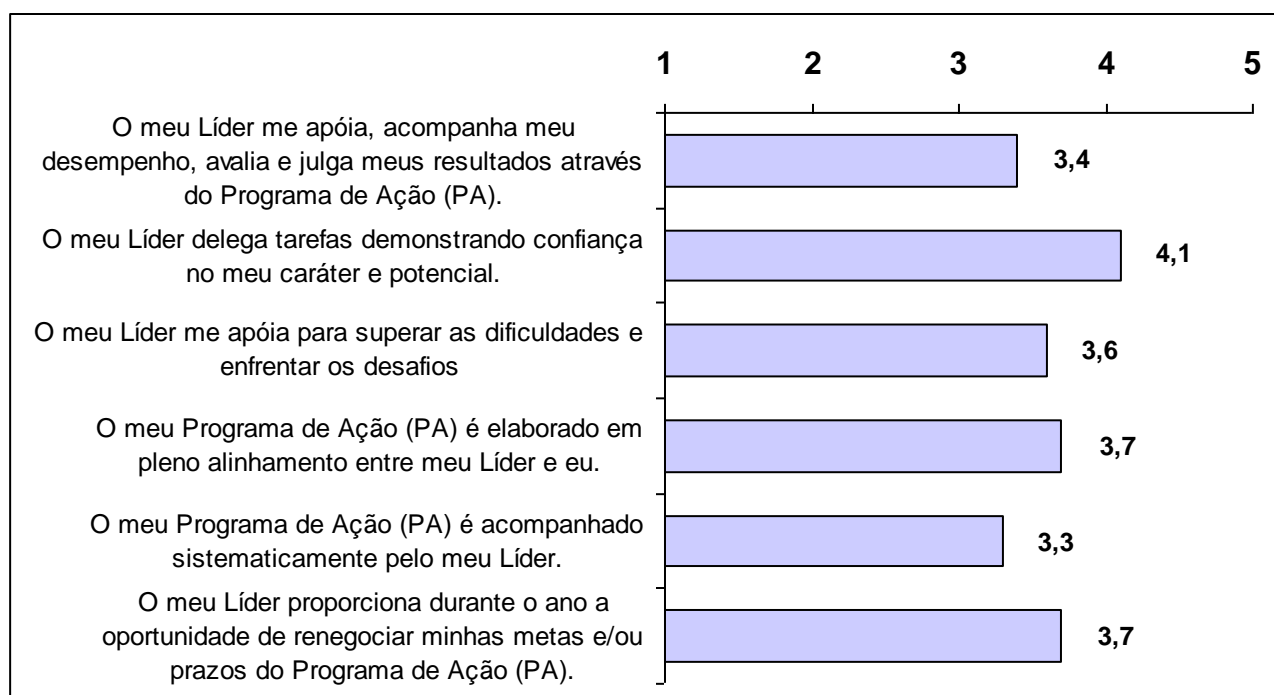 1 2 3 4 5
O meu Líder me apóia, acompanha meu
desempenho, avalia e julga meus resultados através
do Programa de Ação (PA).
3,4
O meu Líder delega tarefas demonstrando confiança
no meu caráter e potencial.
4,1
O meu Líder me apóia para superar as dificuldades e
enfrentar os desafios
3,6
O meu Programa de Ação (PA) é elaborado em
pleno alinhamento entre meu Líder e eu.
3,7
O meu Programa de Ação (PA) é acompanhado
sistematicamente pelo meu Líder.
3,3
O meu Líder proporciona durante o ano a
oportunidade de renegociar minhas metas e/ou
prazos do Programa de Ação (PA).
3,7